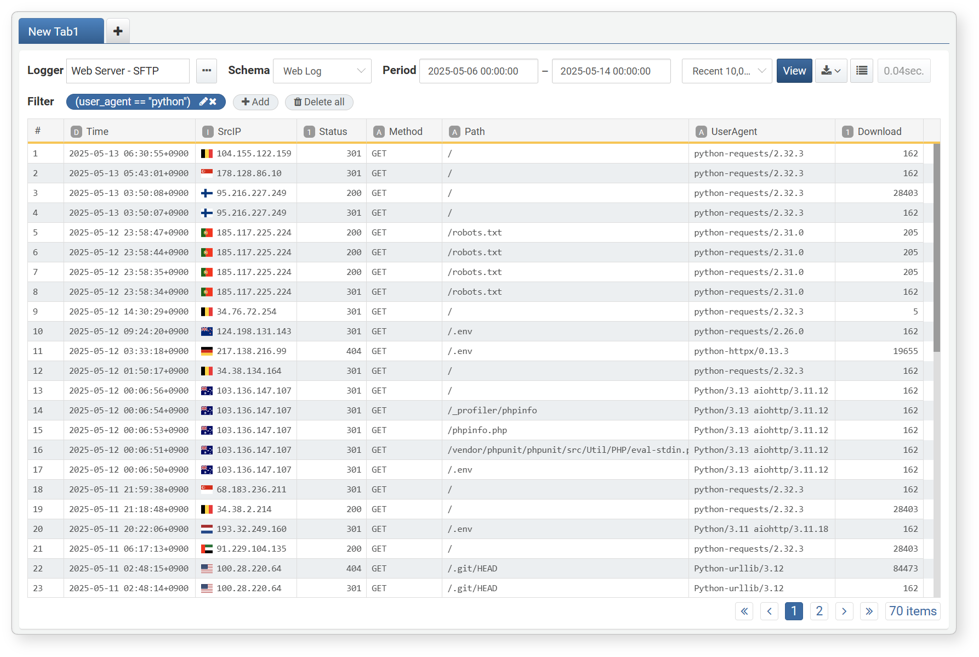 New Tab1 +
Logger Web Server - SFTP ••• Schema Web Log Period 2025-05-06 00:00:00 – 2025-05-14 00:00:00 Recent 10,0... View 0.04sec.
Filter (user_agent == "python") + Add Delete all
# D Time I SrcIP 1 Status A Method A Path A UserAgent 1 Download
1 2025-05-13 06:30:55+0900 104.155.122.159 301 GET / python-requests/2.32.3 162
2 2025-05-13 05:43:01+0900 178.128.86.10 301 GET / python-requests/2.32.3 162
3 2025-05-13 03:50:08+0900 95.216.227.249 200 GET / python-requests/2.32.3 28403
4 2025-05-13 03:50:07+0900 95.216.227.249 301 GET / python-requests/2.32.3 162
5 2025-05-12 23:58:47+0900 185.117.225.224 200 GET /robots.txt python-requests/2.31.0 205
6 2025-05-12 23:58:44+0900 185.117.225.224 200 GET /robots.txt python-requests/2.31.0 205
7 2025-05-12 23:58:35+0900 185.117.225.224 200 GET /robots.txt python-requests/2.31.0 205
8 2025-05-12 23:58:34+0900 185.117.225.224 301 GET /robots.txt python-requests/2.31.0 162
9 2025-05-12 14:30:29+0900 34.76.72.254 301 GET / python-requests/2.32.3 5
10 2025-05-12 09:24:20+0900 124.198.131.143 301 GET /.env python-requests/2.26.0 162
11 2025-05-12 03:33:18+0900 217.138.216.99 404 GET /.env python-httpx/0.13.3 19655
12 2025-05-12 01:50:17+0900 34.38.134.164 301 GET / python-requests/2.32.3 162
13 2025-05-12 00:06:56+0900 103.136.147.107 301 GET / Python/3.13 aiohttp/3.11.12 162
14 2025-05-12 00:06:54+0900 103.136.147.107 301 GET /_profiler/phpinfo Python/3.13 aiohttp/3.11.12 162
15 2025-05-12 00:06:53+0900 103.136.147.107 301 GET /phpinfo.php Python/3.13 aiohttp/3.11.12 162
16 2025-05-12 00:06:51+0900 103.136.147.107 301 GET /vendor/phpunit/phpunit/src/Util/PHP/eval-stdin.p Python/3.13 aiohttp/3.11.12 162
17 2025-05-12 00:06:50+0900 103.136.147.107 301 GET /.env Python/3.13 aiohttp/3.11.12 162
18 2025-05-11 21:59:38+0900 68.183.236.211 301 GET / python-requests/2.32.3 162
19 2025-05-11 21:18:48+0900 34.38.2.214 200 GET / python-requests/2.32.3 28403
20 2025-05-11 20:22:06+0900 193.32.249.160 301 GET /.env Python/3.11 aiohttp/3.11.18 162
21 2025-05-11 06:17:13+0900 91.229.104.135 200 GET / python-requests/2.32.3 28403
22 2025-05-11 02:48:15+0900 100.28.220.64 404 GET /.git/HEAD Python-urllib/3.12 84473
23 2025-05-11 02:48:14+0900 100.28.220.64 301 GET /.git/HEAD Python-urllib/3.12 162
« ‹ 1 2 › » 70 items